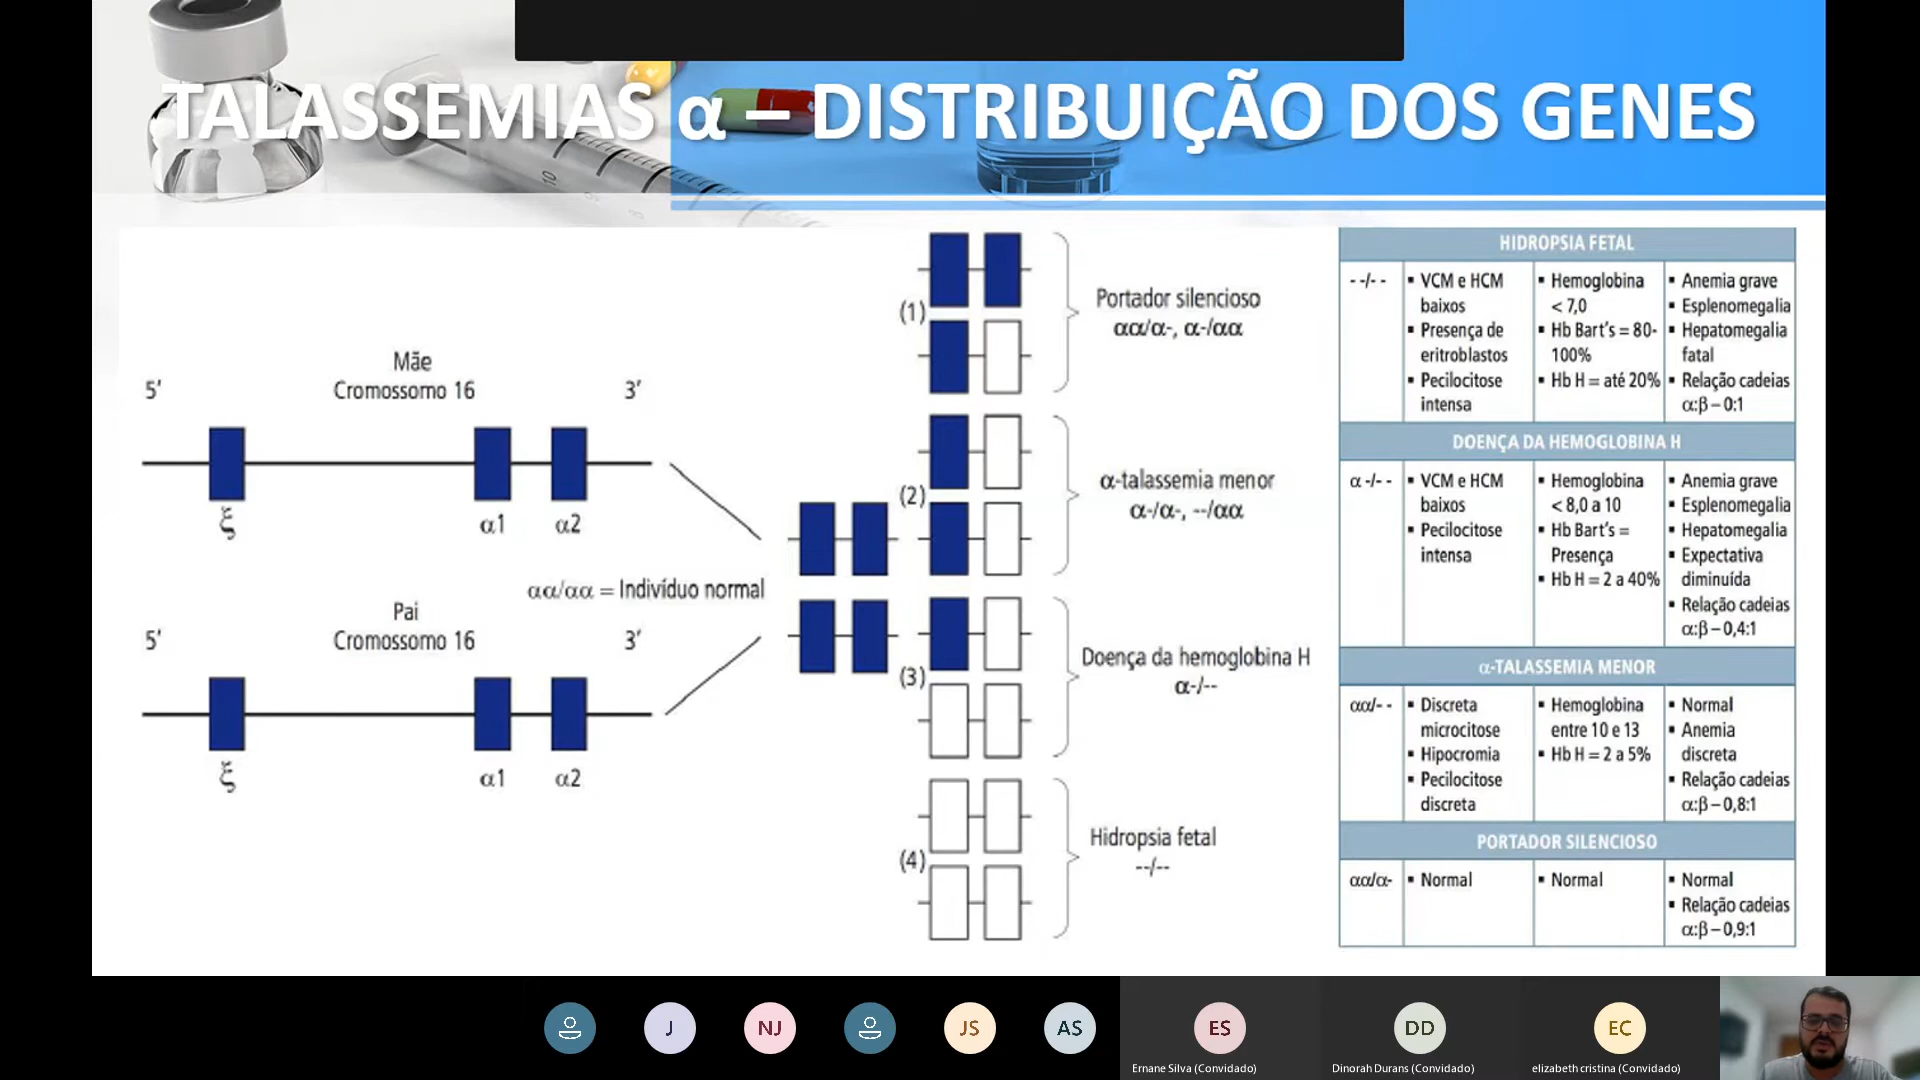 TALASSEMIAS α – DISTRIBUIÇÃO DOS GENES
Mãe
5’ Cromossomo 16 3’
ξ α1 α2
αα/αα = Indivíduo normal
Pai
5’ Cromossomo 16 3’
ξ α1 α2
(1)
Portador silencioso
αα/α-, α-/αα
(2)
α-talassemia menor
α-/α-, --/αα
(3)
Doença da hemoglobina H
α-/--
(4)
Hidropsia fetal
--/--
HIDROPSIA FETAL
--/--
▪ VCM e HCM
baixos
▪ Presença de
eritroblastos
▪ Pecilocitose
intensa
▪ Hemoglobina
< 7,0
▪ Hb Bart’s = 80-
100%
▪ Hb H = até 20%
▪ Anemia grave
▪ Esplenomegalia
▪ Hepatomegalia
fatal
▪ Relação cadeias
α:β – 0:1
DOENÇA DA HEMOGLOBINA H
α-/--
▪ VCM e HCM
baixos
▪ Pecilocitose
intensa
▪ Hemoglobina
< 8,0 a 10
▪ Hb Bart’s =
Presença
▪ Hb H = 2 a 40%
▪ Anemia grave
▪ Esplenomegalia
▪ Hepatomegalia
▪ Expectativa
diminuída
▪ Relação cadeias
α:β – 0,4:1
α-TALASSEMIA MENOR
αα/--
▪ Discreta
microcitose
▪ Hipocromia
▪ Pecilocitose
discreta
▪ Hemoglobina
entre 10 e 13
▪ Hb H = 2 a 5%
▪ Normal
▪ Anemia
discreta
▪ Relação cadeias
α:β – 0,8:1
PORTADOR SILENCIOSO
αα/α-
▪ Normal
▪ Normal
▪ Normal
▪ Relação cadeias
α:β – 0,9:1
10
J NJ JS AS ES DD EC
Ernane Silva (Convidado)
Dinorah Durans (Convidado)
elizabeth cristina (Convidado)